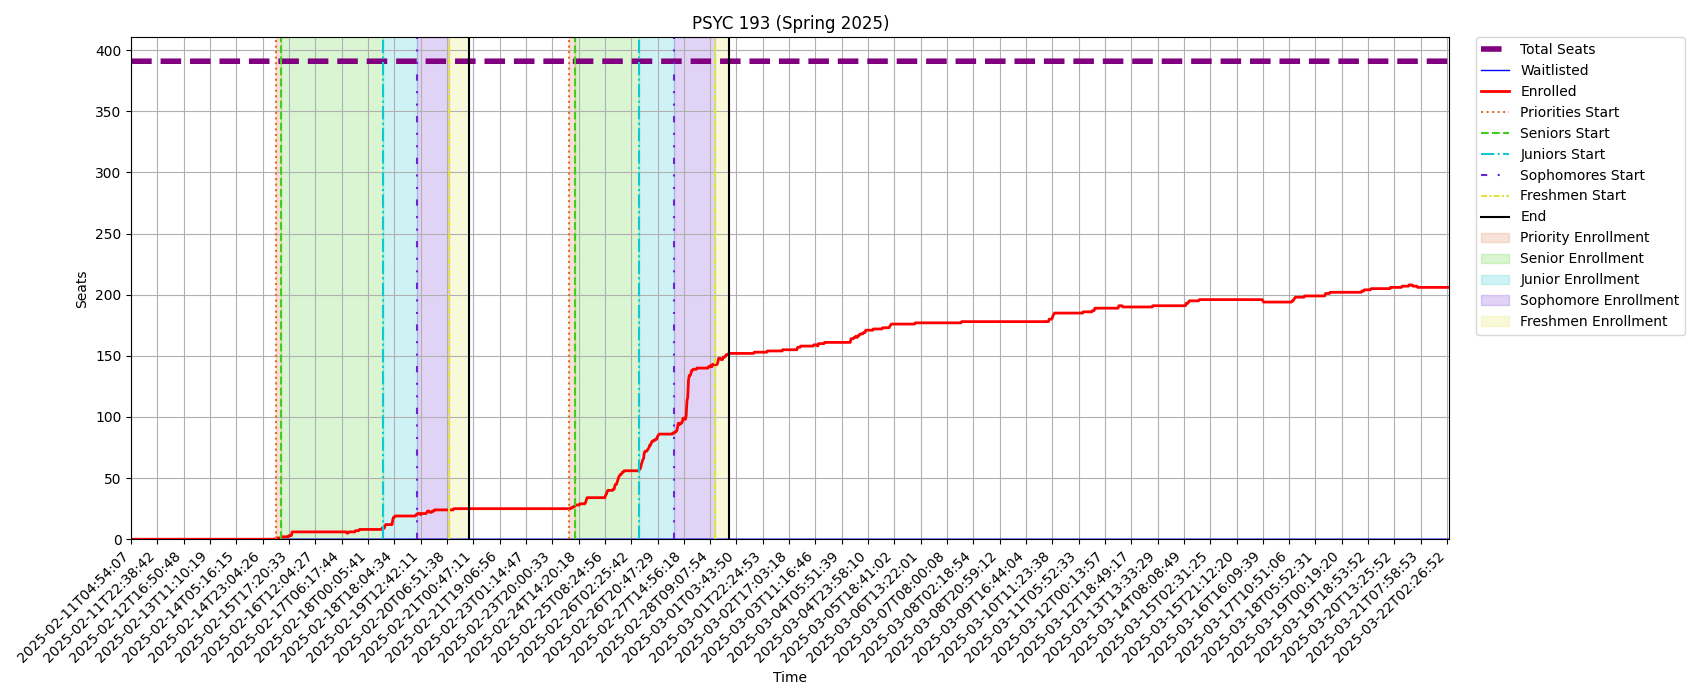 PSYC 193 (Spring 2025)
Seats
400
350
300
250
200
150
100
50
0
2025-02-11T04:54:07
2025-02-11T22:38:42
2025-02-12T16:50:48
2025-02-13T11:10:19
2025-02-14T05:16:15
2025-02-14T23:04:26
2025-02-15T17:20:33
2025-02-16T12:04:27
2025-02-17T06:17:44
2025-02-18T00:05:41
2025-02-18T18:04:34
2025-02-19T12:42:11
2025-02-20T06:51:38
2025-02-21T00:47:11
2025-02-21T19:06:56
2025-02-22T13:14:47
2025-02-23T20:00:33
2025-02-24T14:20:18
2025-02-25T08:24:56
2025-02-26T02:25:42
2025-02-26T20:47:29
2025-02-27T14:56:18
2025-02-28T09:07:54
2025-03-01T03:43:50
2025-03-01T22:24:53
2025-03-02T17:03:18
2025-03-03T11:16:46
2025-03-04T05:51:39
2025-03-04T23:58:10
2025-03-05T18:41:02
2025-03-06T13:22:01
2025-03-07T08:00:08
2025-03-08T02:18:54
2025-03-08T20:59:12
2025-03-09T16:44:04
2025-03-10T11:23:38
2025-03-11T05:52:33
2025-03-12T00:13:57
2025-03-12T18:49:17
2025-03-13T13:33:29
2025-03-14T08:08:49
2025-03-15T02:31:25
2025-03-15T21:12:20
2025-03-16T16:09:39
2025-03-17T10:51:06
2025-03-18T05:52:31
2025-03-19T00:19:20
2025-03-19T18:53:52
2025-03-20T13:25:52
2025-03-21T07:58:53
2025-03-22T02:26:52
Time
Total Seats
Waitlisted
Enrolled
Priorities Start
Seniors Start
Juniors Start
Sophomores Start
Freshmen Start
End
Priority Enrollment
Senior Enrollment
Junior Enrollment
Sophomore Enrollment
Freshmen Enrollment